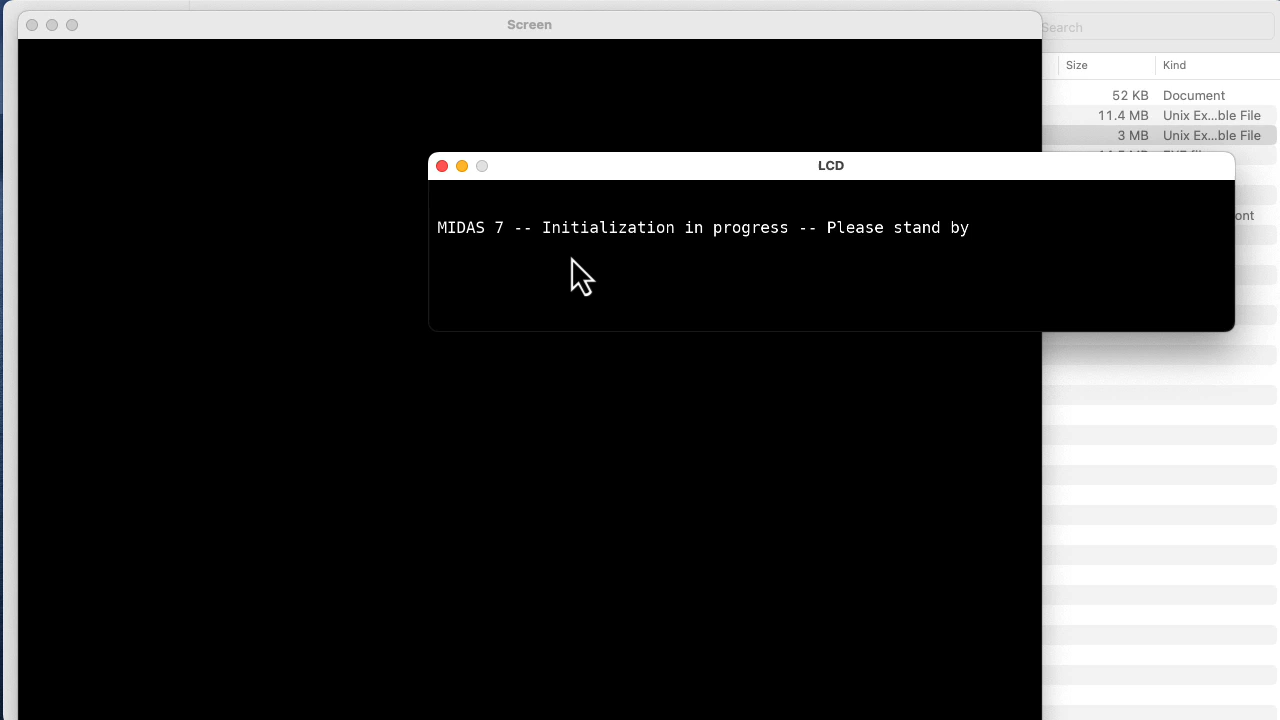 Screen
Search
Size Kind
52 KB Document
11.4 MB Unix Ex...ble File
3 MB Unix Ex...ble File
LCD
ont
MIDAS 7 -- Initialization in progress -- Please stand by